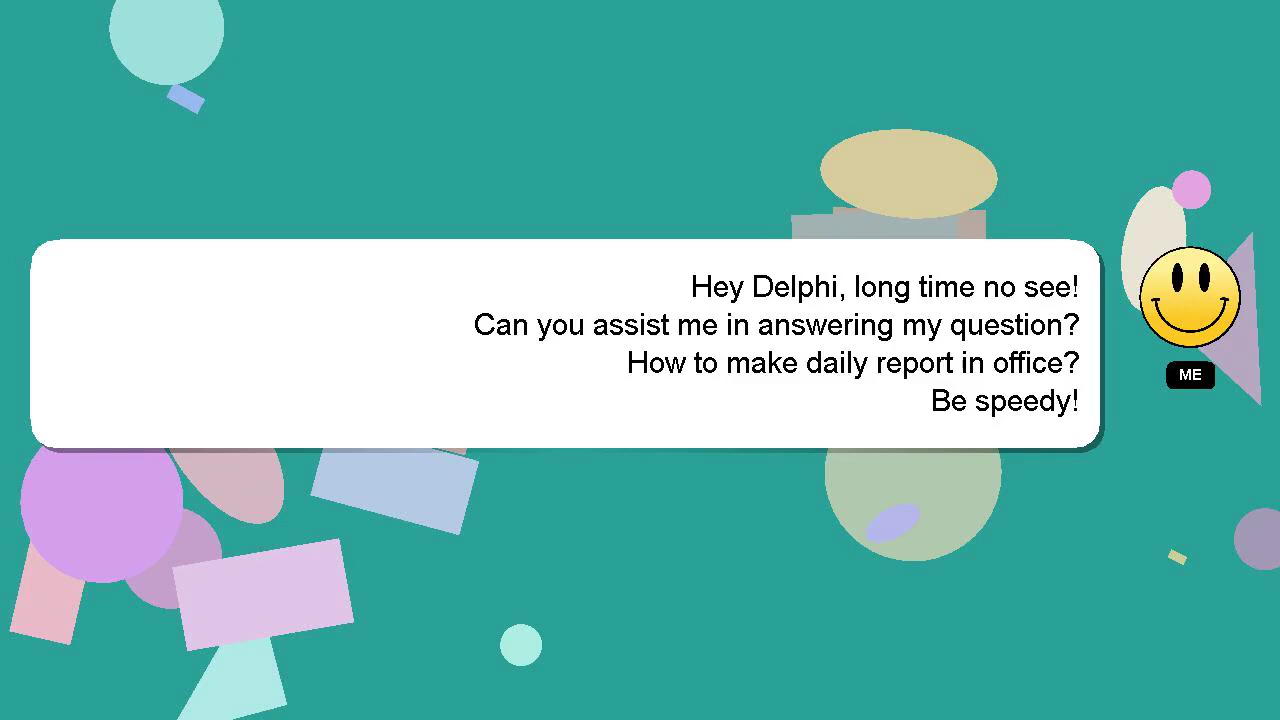 Hey Delphi, long time no see!
Can you assist me in answering my question?
How to make daily report in office?
Be speedy!
ME